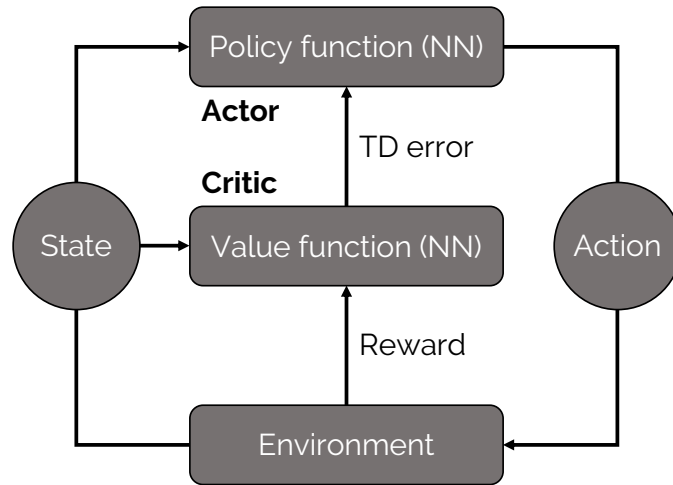 Policy function (NN)
Actor
TD error
Critic
State
Value function (NN)
Action
Reward
Environment